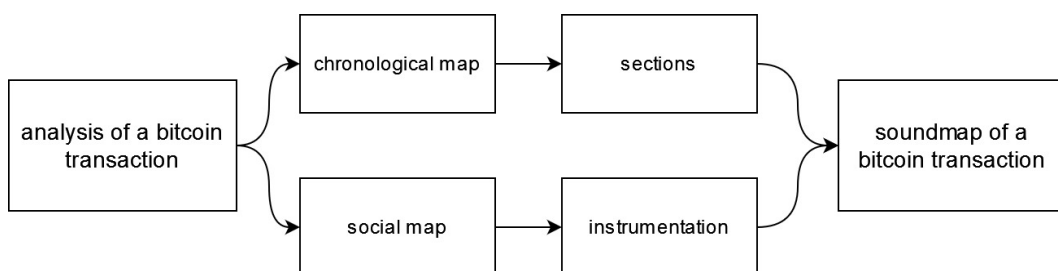 analysis of a bitcoin
transaction
chronological map
sections
social map
instrumentation
soundmap of a
bitcoin transaction